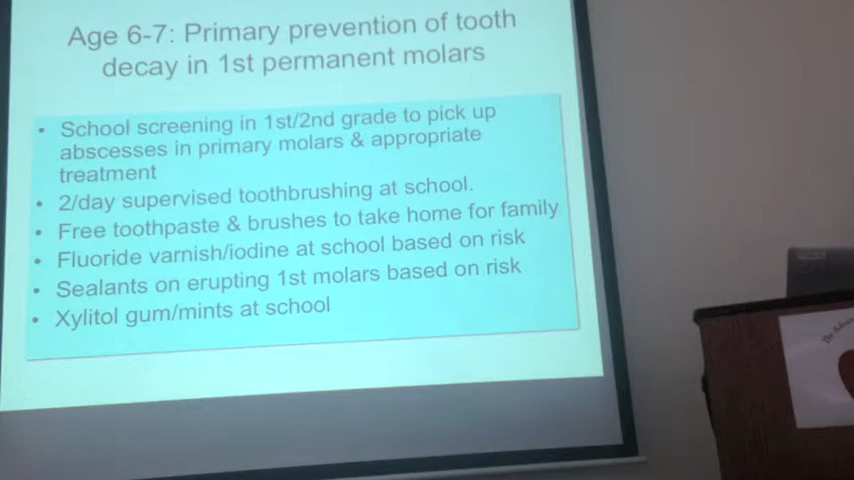 Age 6-7: Primary prevention of tooth
decay in 1st permanent molars
• School screening in 1st/2nd grade to pick up
abscesses in primary molars & appropriate
treatment
• 2/day supervised toothbrushing at school.
• Free toothpaste & brushes to take home for family
• Fluoride varnish/iodine at school based on risk
• Sealants on erupting 1st molars based on risk
• Xylitol gum/mints at school
The